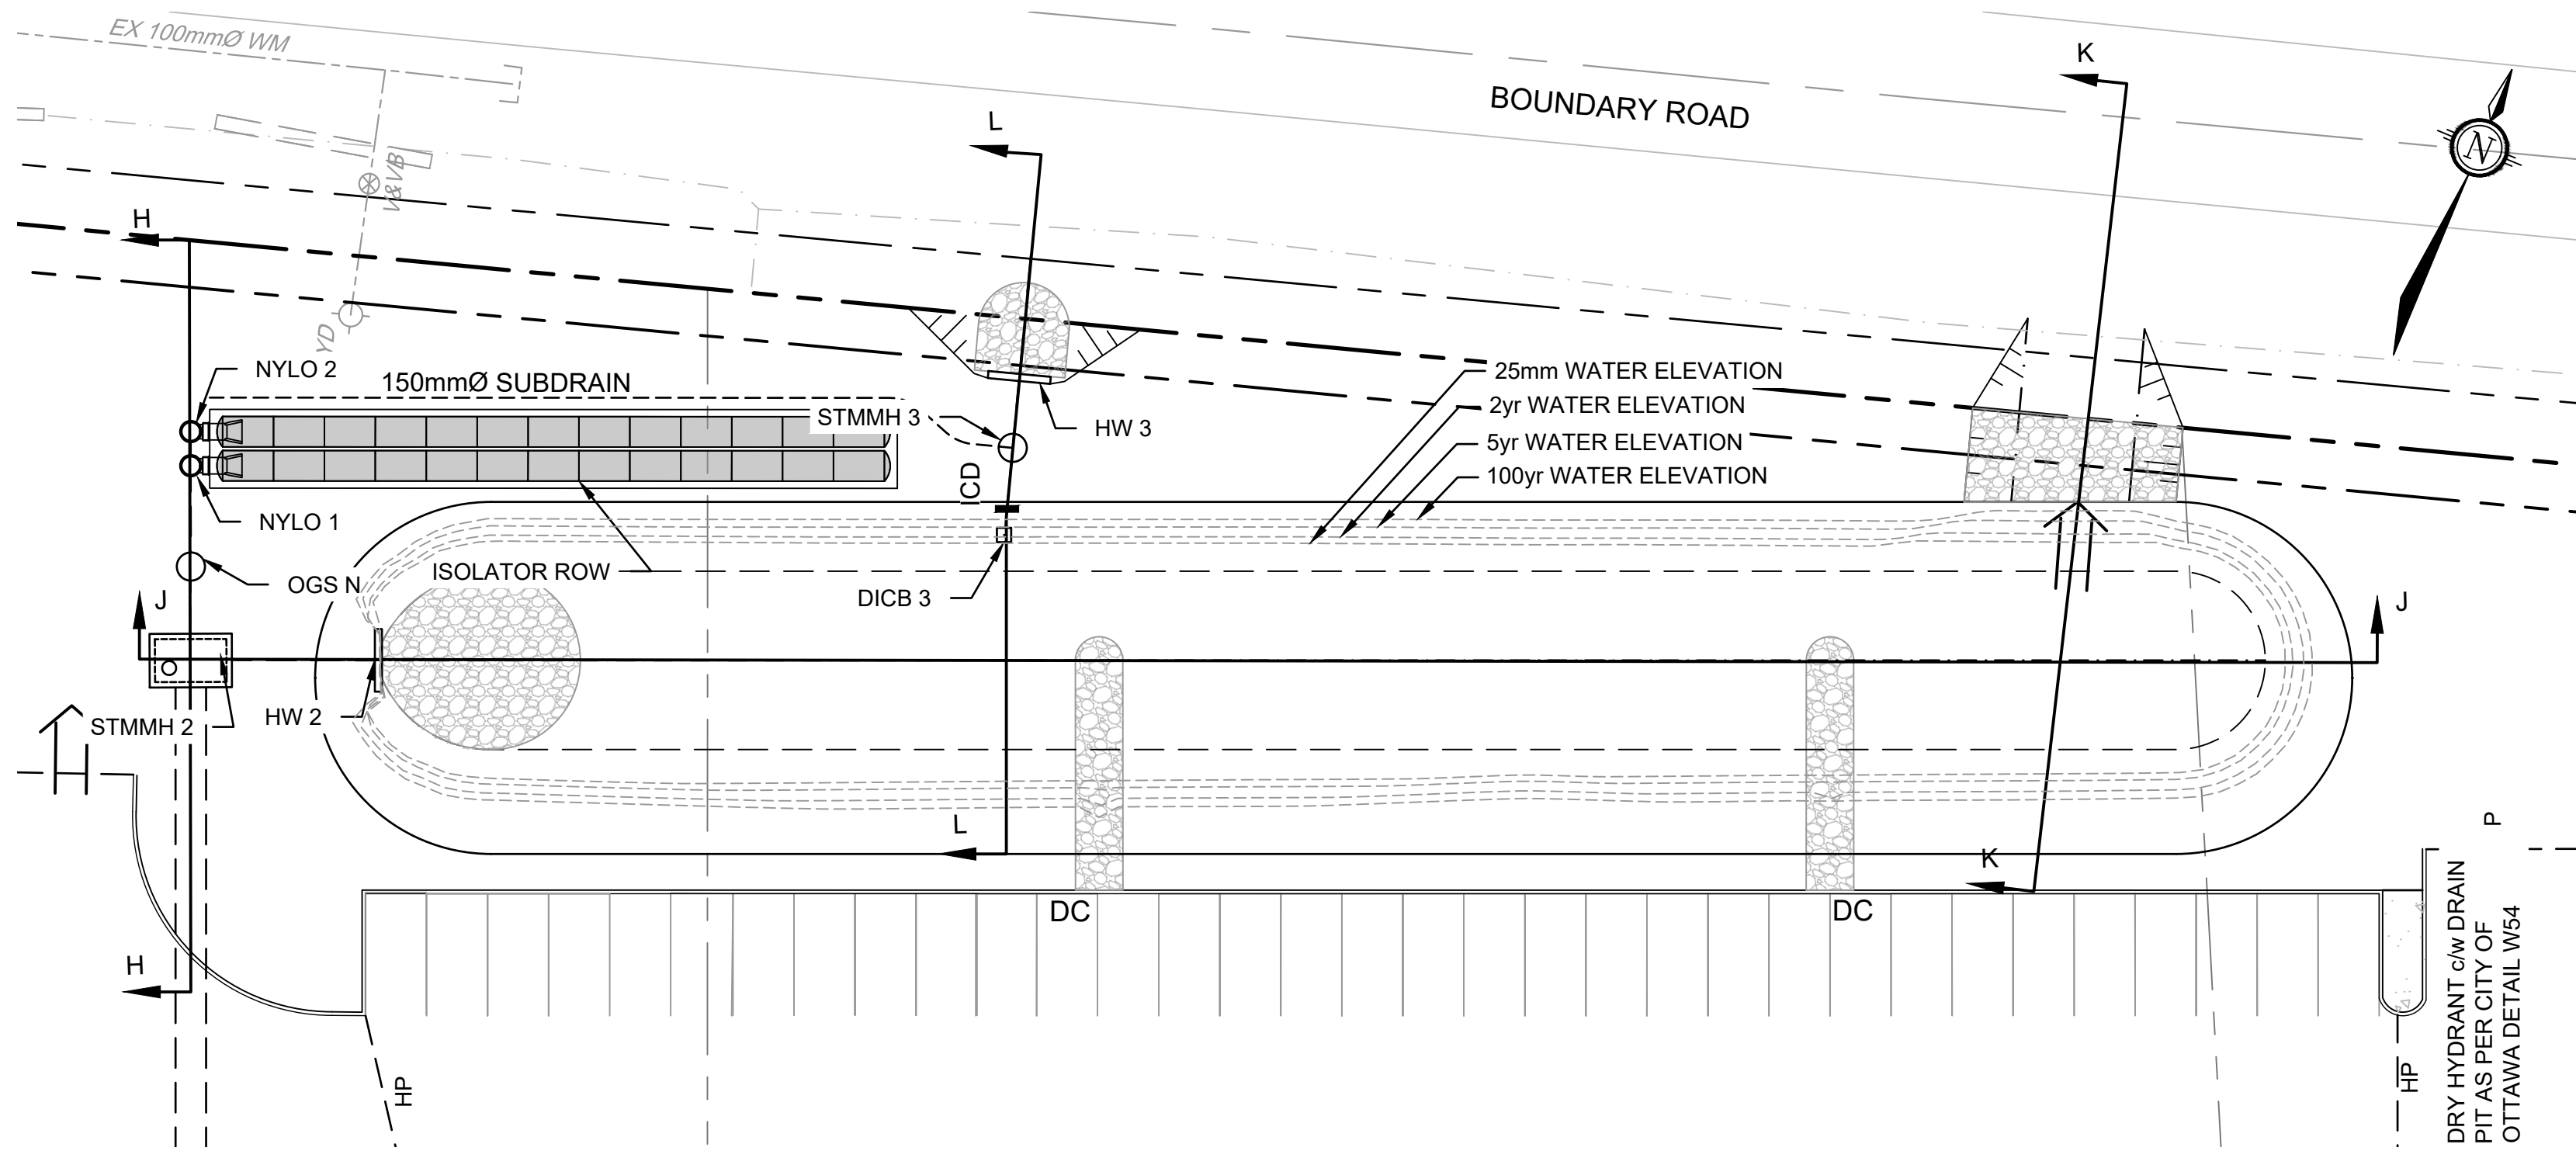 EX 100mmØ WM
K
BOUNDARY ROAD
L
N
V&VB
H
YD
NYLO 2
150mmØ SUBDRAIN
STMMH 3
HW 3
25mm WATER ELEVATION
2yr WATER ELEVATION
5yr WATER ELEVATION
100yr WATER ELEVATION
ICD
NYLO 1
OGS N
ISOLATOR ROW
DICB 3
J
J
STMMH 2
HW 2
L
K
P
DC
DC
H
HP
HP
DRY HYDRANT c/w DRAIN
PIT AS PER CITY OF
OTTAWA DETAIL W54